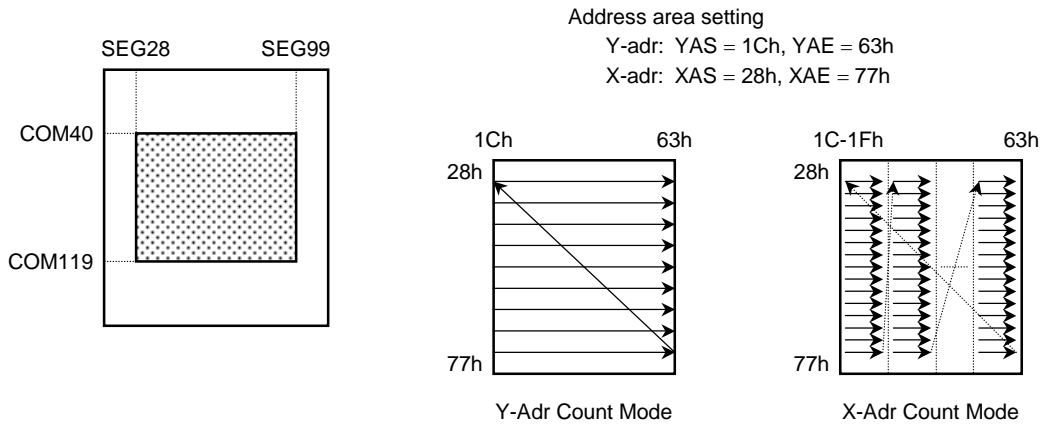 Address area setting
Y-adr: YAS = 1Ch, YAE = 63h
X-adr: XAS = 28h, XAE = 77h
SEG28 SEG99
COM40
COM119
1Ch 63h
28h
77h
Y-Adr Count Mode
1C-1Fh 63h
28h
77h
X-Adr Count Mode